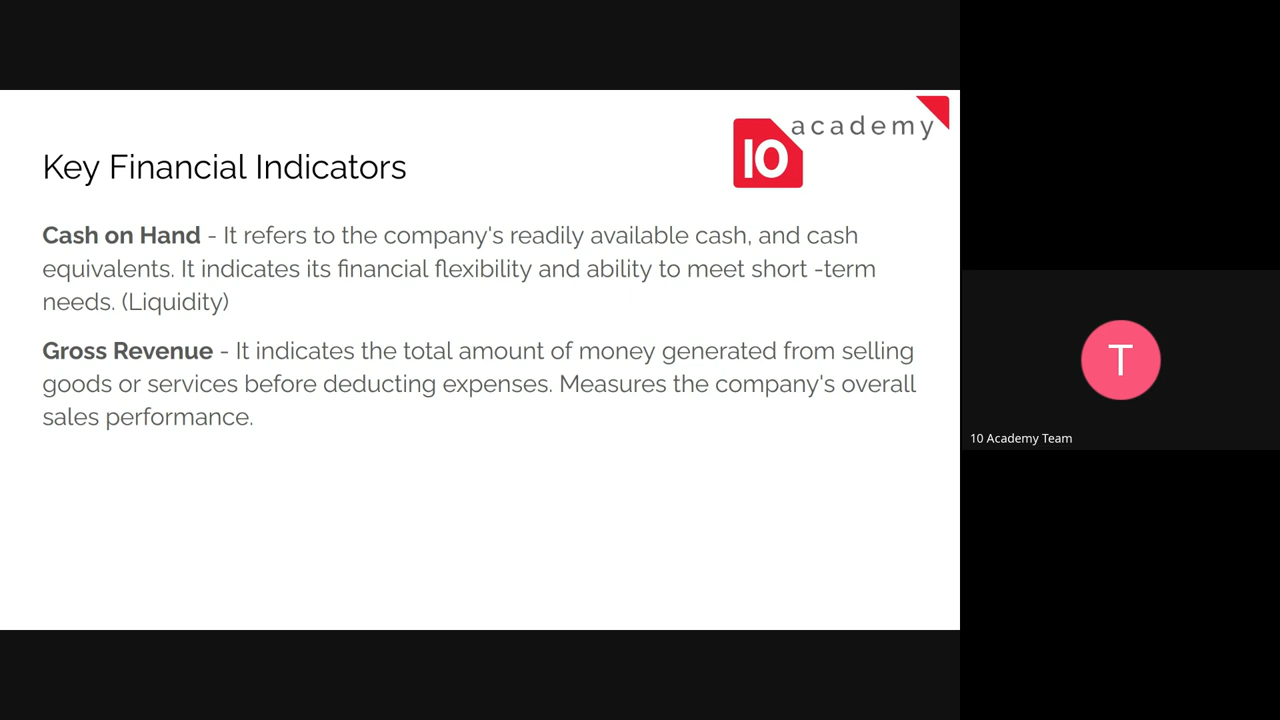 academy
10
Key Financial Indicators
Cash on Hand - It refers to the company's readily available cash, and cash
equivalents. It indicates its financial flexibility and ability to meet short -term
needs. (Liquidity)
Gross Revenue - It indicates the total amount of money generated from selling
goods or services before deducting expenses. Measures the company's overall
sales performance.
T
10 Academy Team